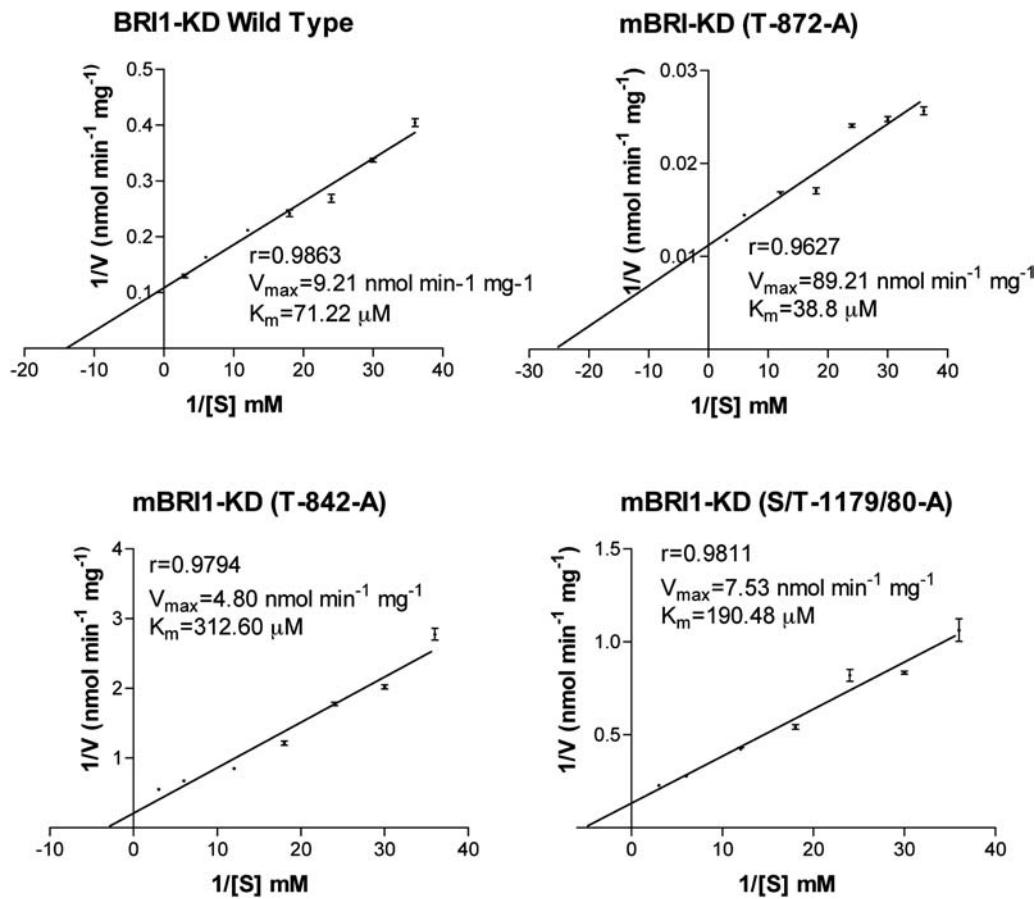 BRI1-KD Wild Type
1/V (nmol min⁻¹ mg⁻¹)
0.5
0.4
0.3
0.2
0.1
r=0.9863
Vmax=9.21 nmol min-1 mg-1
Km=71.22 μM
-20 -10 0 10 20 30 40
1/[S] mM
mBRI-KD (T-872-A)
1/V (nmol min⁻¹ mg⁻¹)
0.03
0.02
0.01
r=0.9627
Vmax=89.21 nmol min⁻¹ mg⁻¹
Km=38.8 μM
-30 -20 -10 0 10 20 30 40
1/[S] mM
mBRI1-KD (T-842-A)
1/V (nmol min⁻¹ mg⁻¹)
4
3
2
1
r=0.9794
Vmax=4.80 nmol min⁻¹ mg⁻¹
Km=312.60 μM
-10 0 10 20 30 40
1/[S] mM
mBRI1-KD (S/T-1179/80-A)
1/V (nmol min⁻¹ mg⁻¹)
1.5
1.0
0.5
r=0.9811
Vmax=7.53 nmol min⁻¹ mg⁻¹
Km=190.48 μM
0 10 20 30 40
1/[S] mM